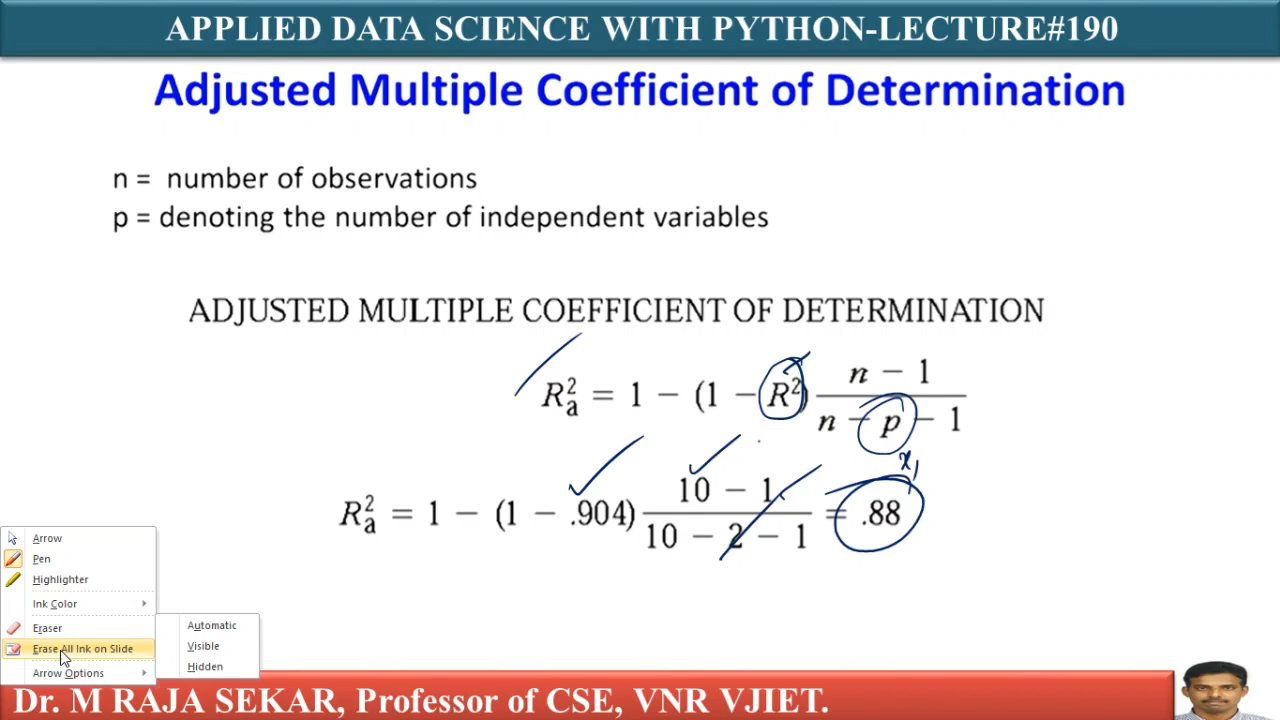 APPLIED DATA SCIENCE WITH PYTHON-LECTURE#190
Adjusted Multiple Coefficient of Determination
n = number of observations
p = denoting the number of independent variables
ADJUSTED MULTIPLE COEFFICIENT OF DETERMINATION
R²ₐ = 1 − (1 − R²) (n − 1)/(n − p − 1)
x₁
R²ₐ = 1 − (1 − .904) (10 − 1)/(10 − 2 − 1) = .88
Arrow
Pen
Highlighter
Ink Color
Eraser
Erase All Ink on Slide
Arrow Options
Automatic
Visible
Hidden
Dr. M RAJA SEKAR, Professor of CSE, VNR VJIET.